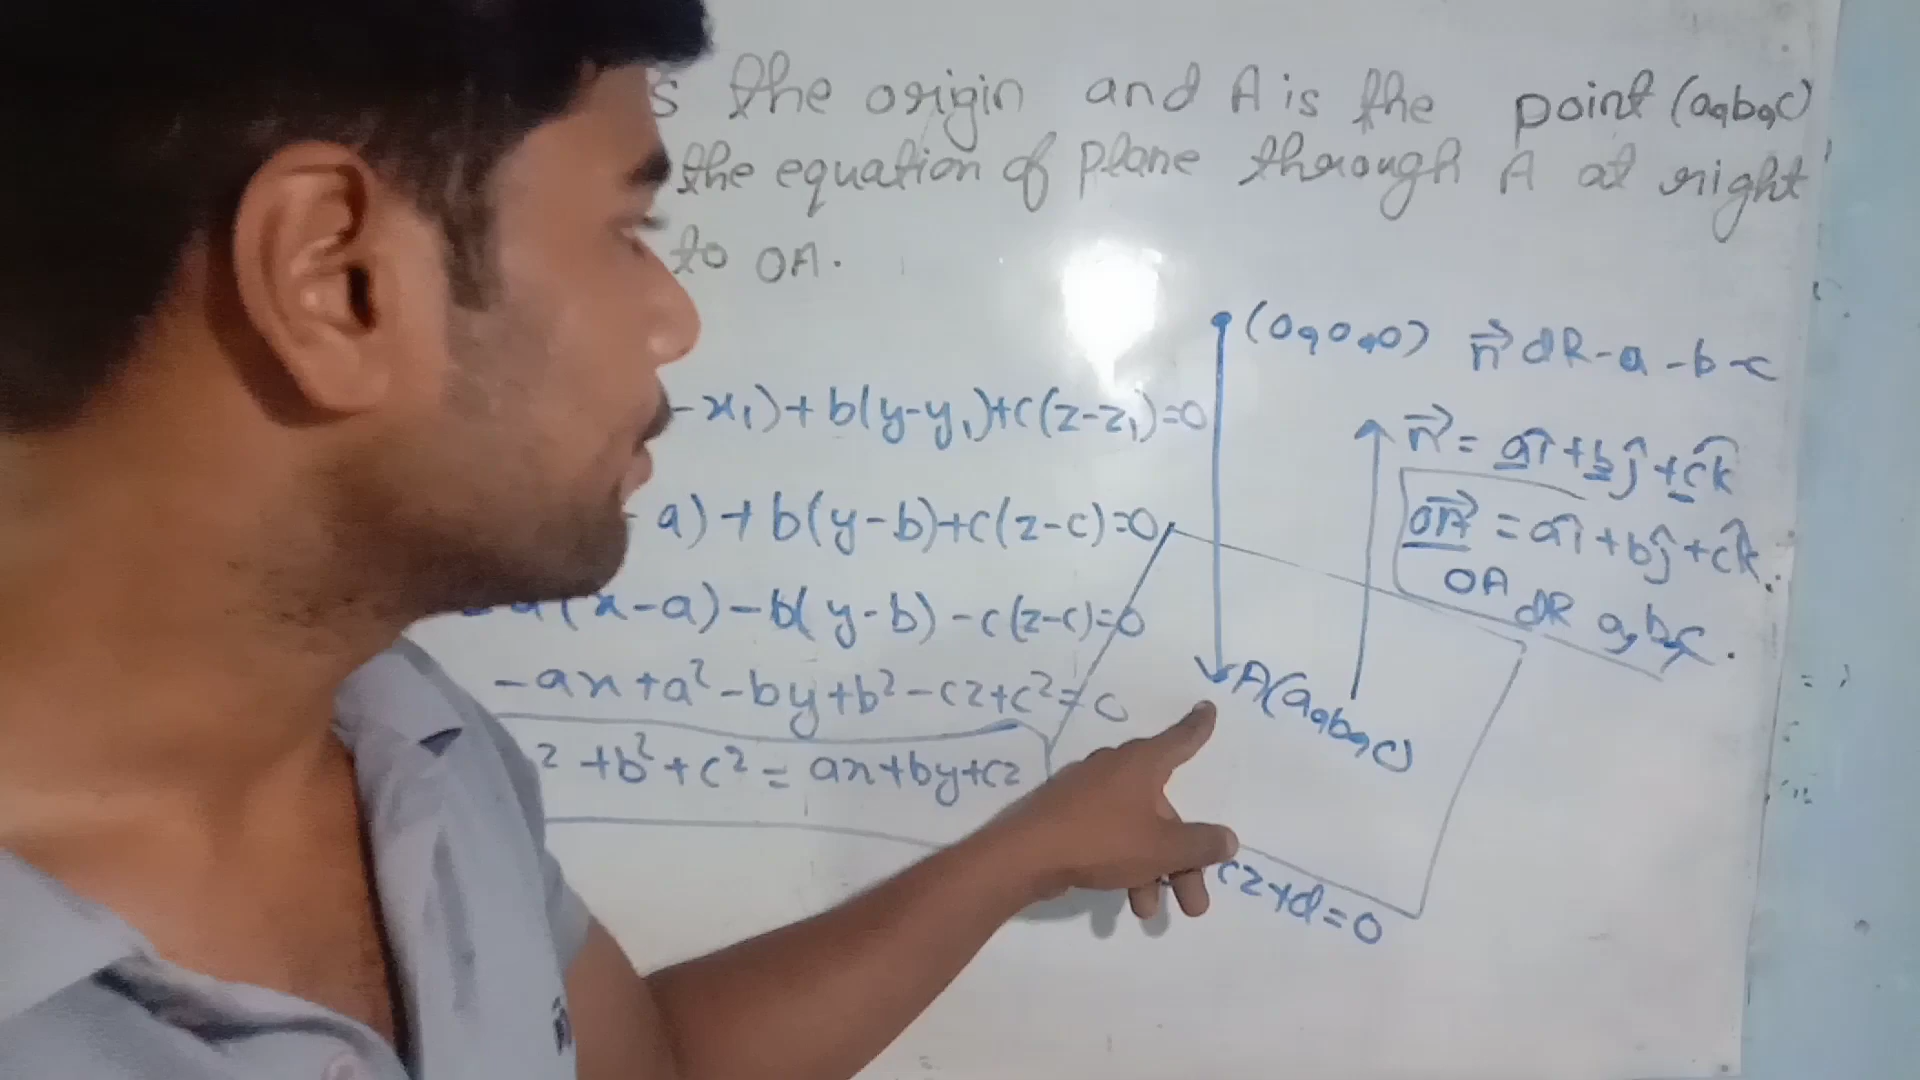 s the origin and A is the point (a,b,c)
the equation of plane through A at right
to OA.
(0,0,0) n⃗ dR -a -b -c
-x₁)+b(y-y₁)+c(z-z₁)=0
n⃗ = aî+bĵ+ck̂
a)+b(y-b)+c(z-c)=0
OA⃗ = aî+bĵ+ck̂.
OA
dR a,b,c.
(x-a)-b(y-b)-c(z-c)=0
-ax+a²-by+b²-cz+c²=0
A(a,b,c)
²+b²+c²=ax+by+cz
cz+d=0